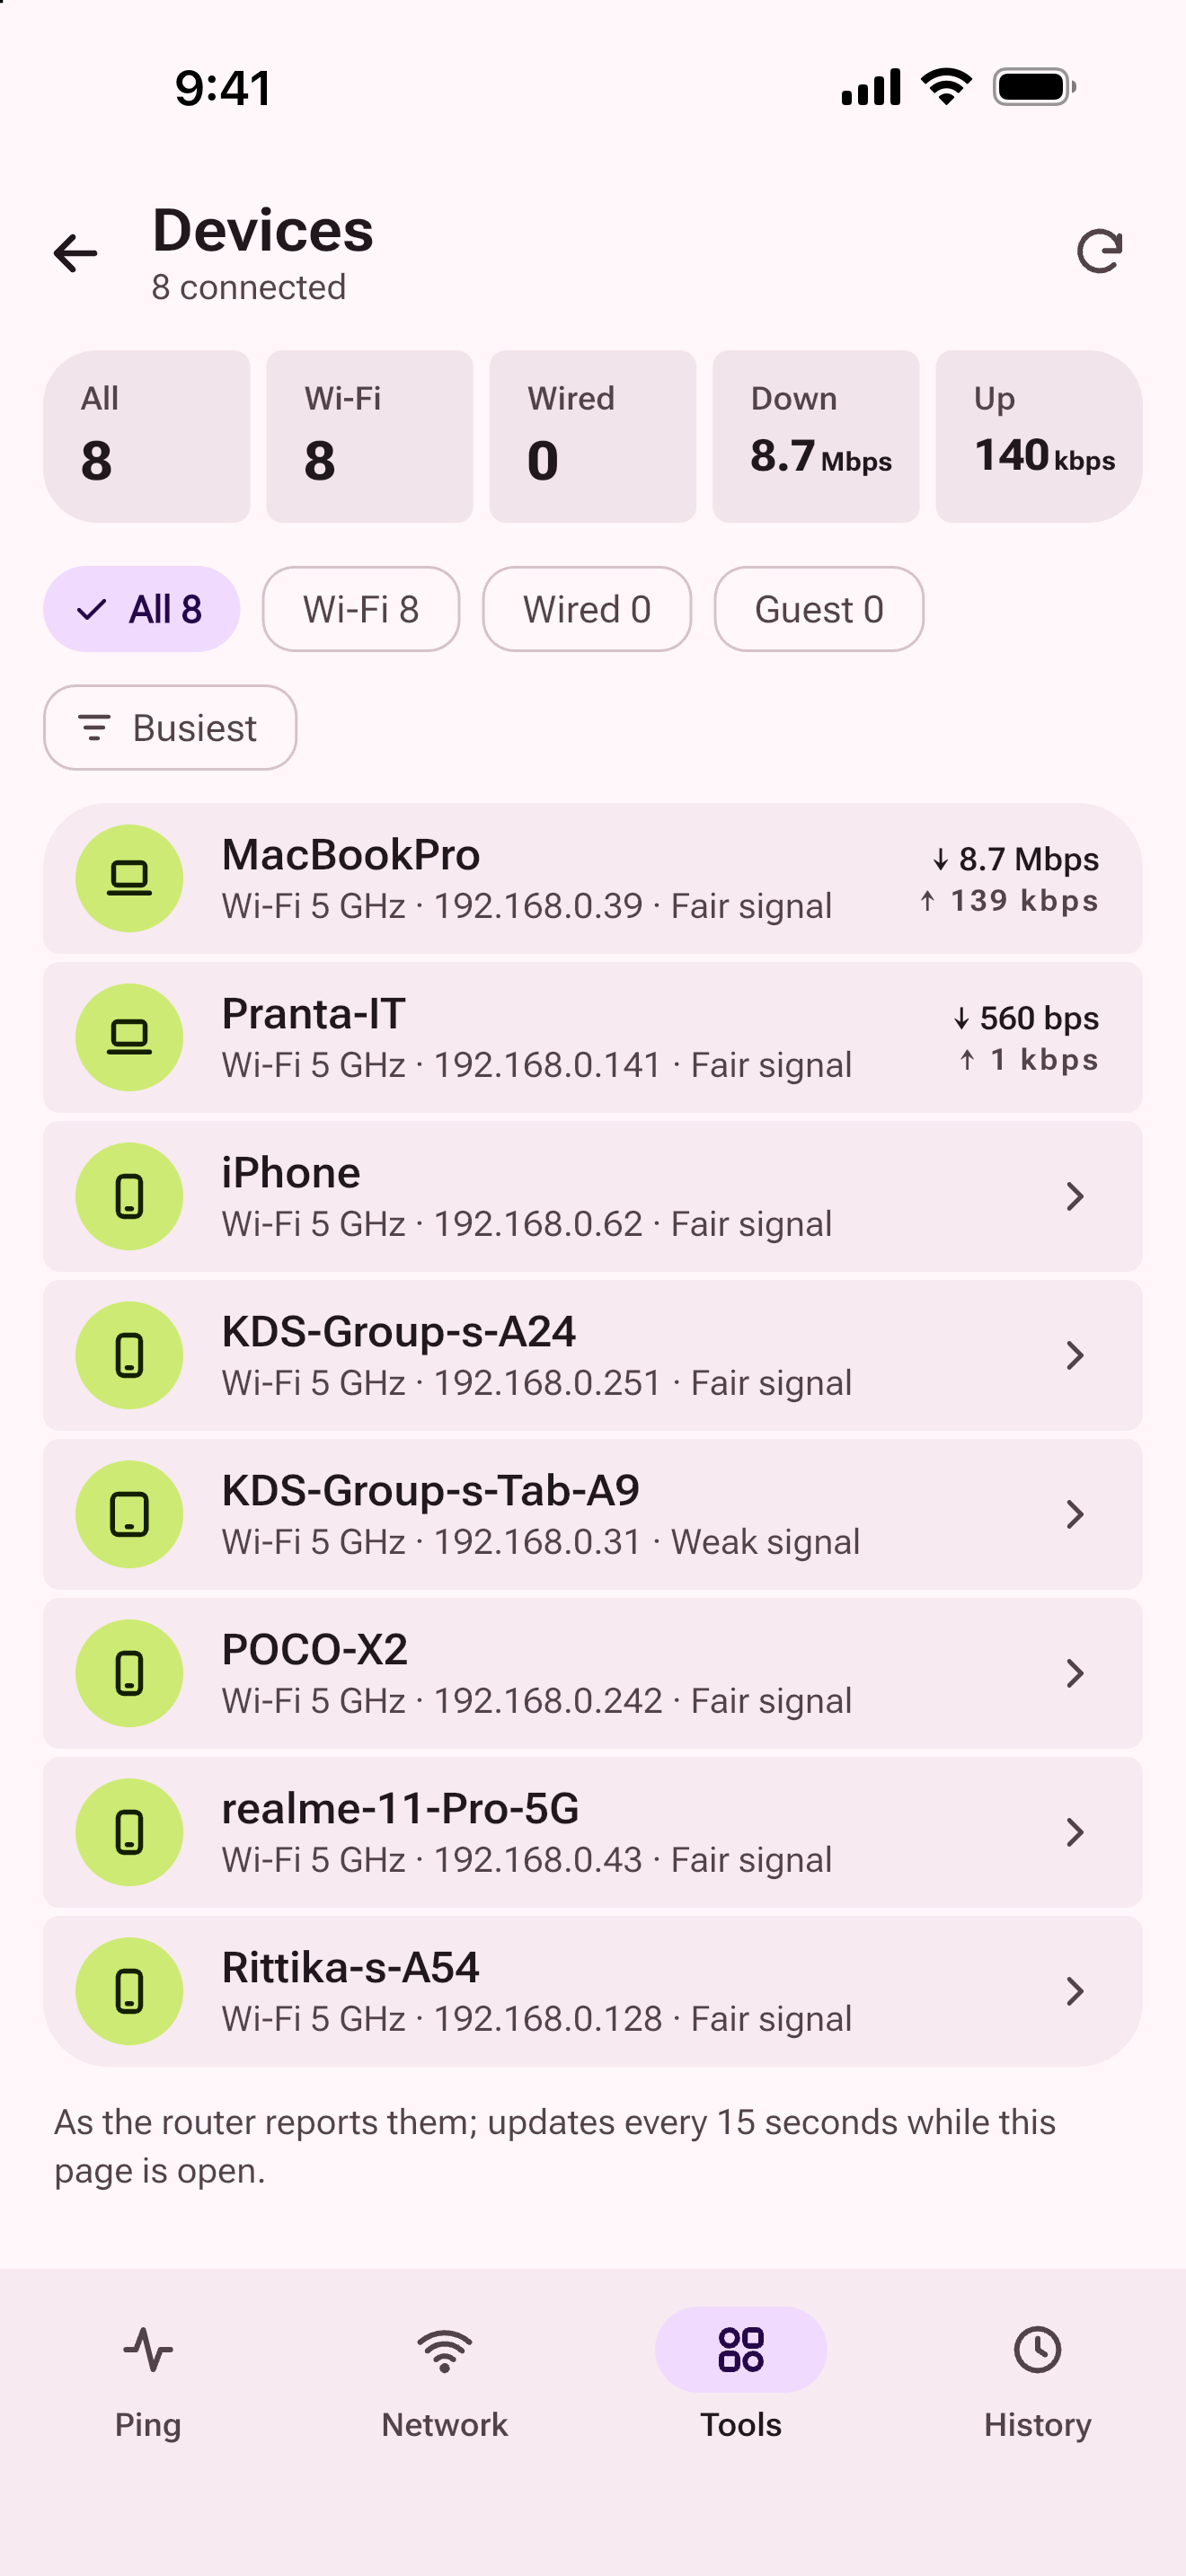 9:41
Devices
8 connected
All
8
Wi-Fi
8
Wired
0
Down
8.7 Mbps
Up
140 kbps
All 8
Wi-Fi 8
Wired 0
Guest 0
Busiest
MacBookPro
Wi-Fi 5 GHz · 192.168.0.39 · Fair signal
↓ 8.7 Mbps
↑ 139 kbps
Pranta-IT
Wi-Fi 5 GHz · 192.168.0.141 · Fair signal
↓ 560 bps
↑ 1 kbps
iPhone
Wi-Fi 5 GHz · 192.168.0.62 · Fair signal
KDS-Group-s-A24
Wi-Fi 5 GHz · 192.168.0.251 · Fair signal
KDS-Group-s-Tab-A9
Wi-Fi 5 GHz · 192.168.0.31 · Weak signal
POCO-X2
Wi-Fi 5 GHz · 192.168.0.242 · Fair signal
realme-11-Pro-5G
Wi-Fi 5 GHz · 192.168.0.43 · Fair signal
Rittika-s-A54
Wi-Fi 5 GHz · 192.168.0.128 · Fair signal
As the router reports them; updates every 15 seconds while this
page is open.
Ping
Network
Tools
History